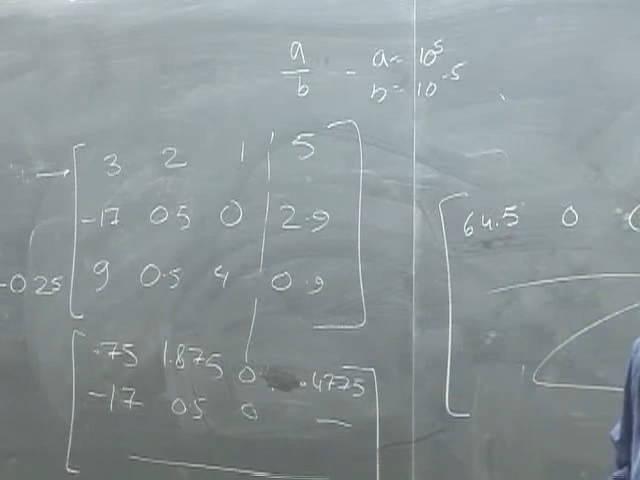 a/b - a~ 10^5
b= 10^-5
→ 3 2 1 | 5
-17 0.5 0 | 2.9
-0.25 9 0.5 4 | 0.9
.75 1.875 0 .4775
-17 0.5 0 —
64.5 0